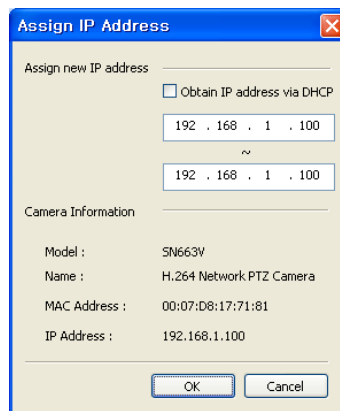 Assign IP Address
Assign new IP address
Obtain IP address via DHCP
192 . 168 . 1 . 100
~
192 . 168 . 1 . 100
Camera Information
Model : SN663V
Name : H.264 Network PTZ Camera
MAC Address : 00:07:D8:17:71:81
IP Address : 192.168.1.100
OK Cancel